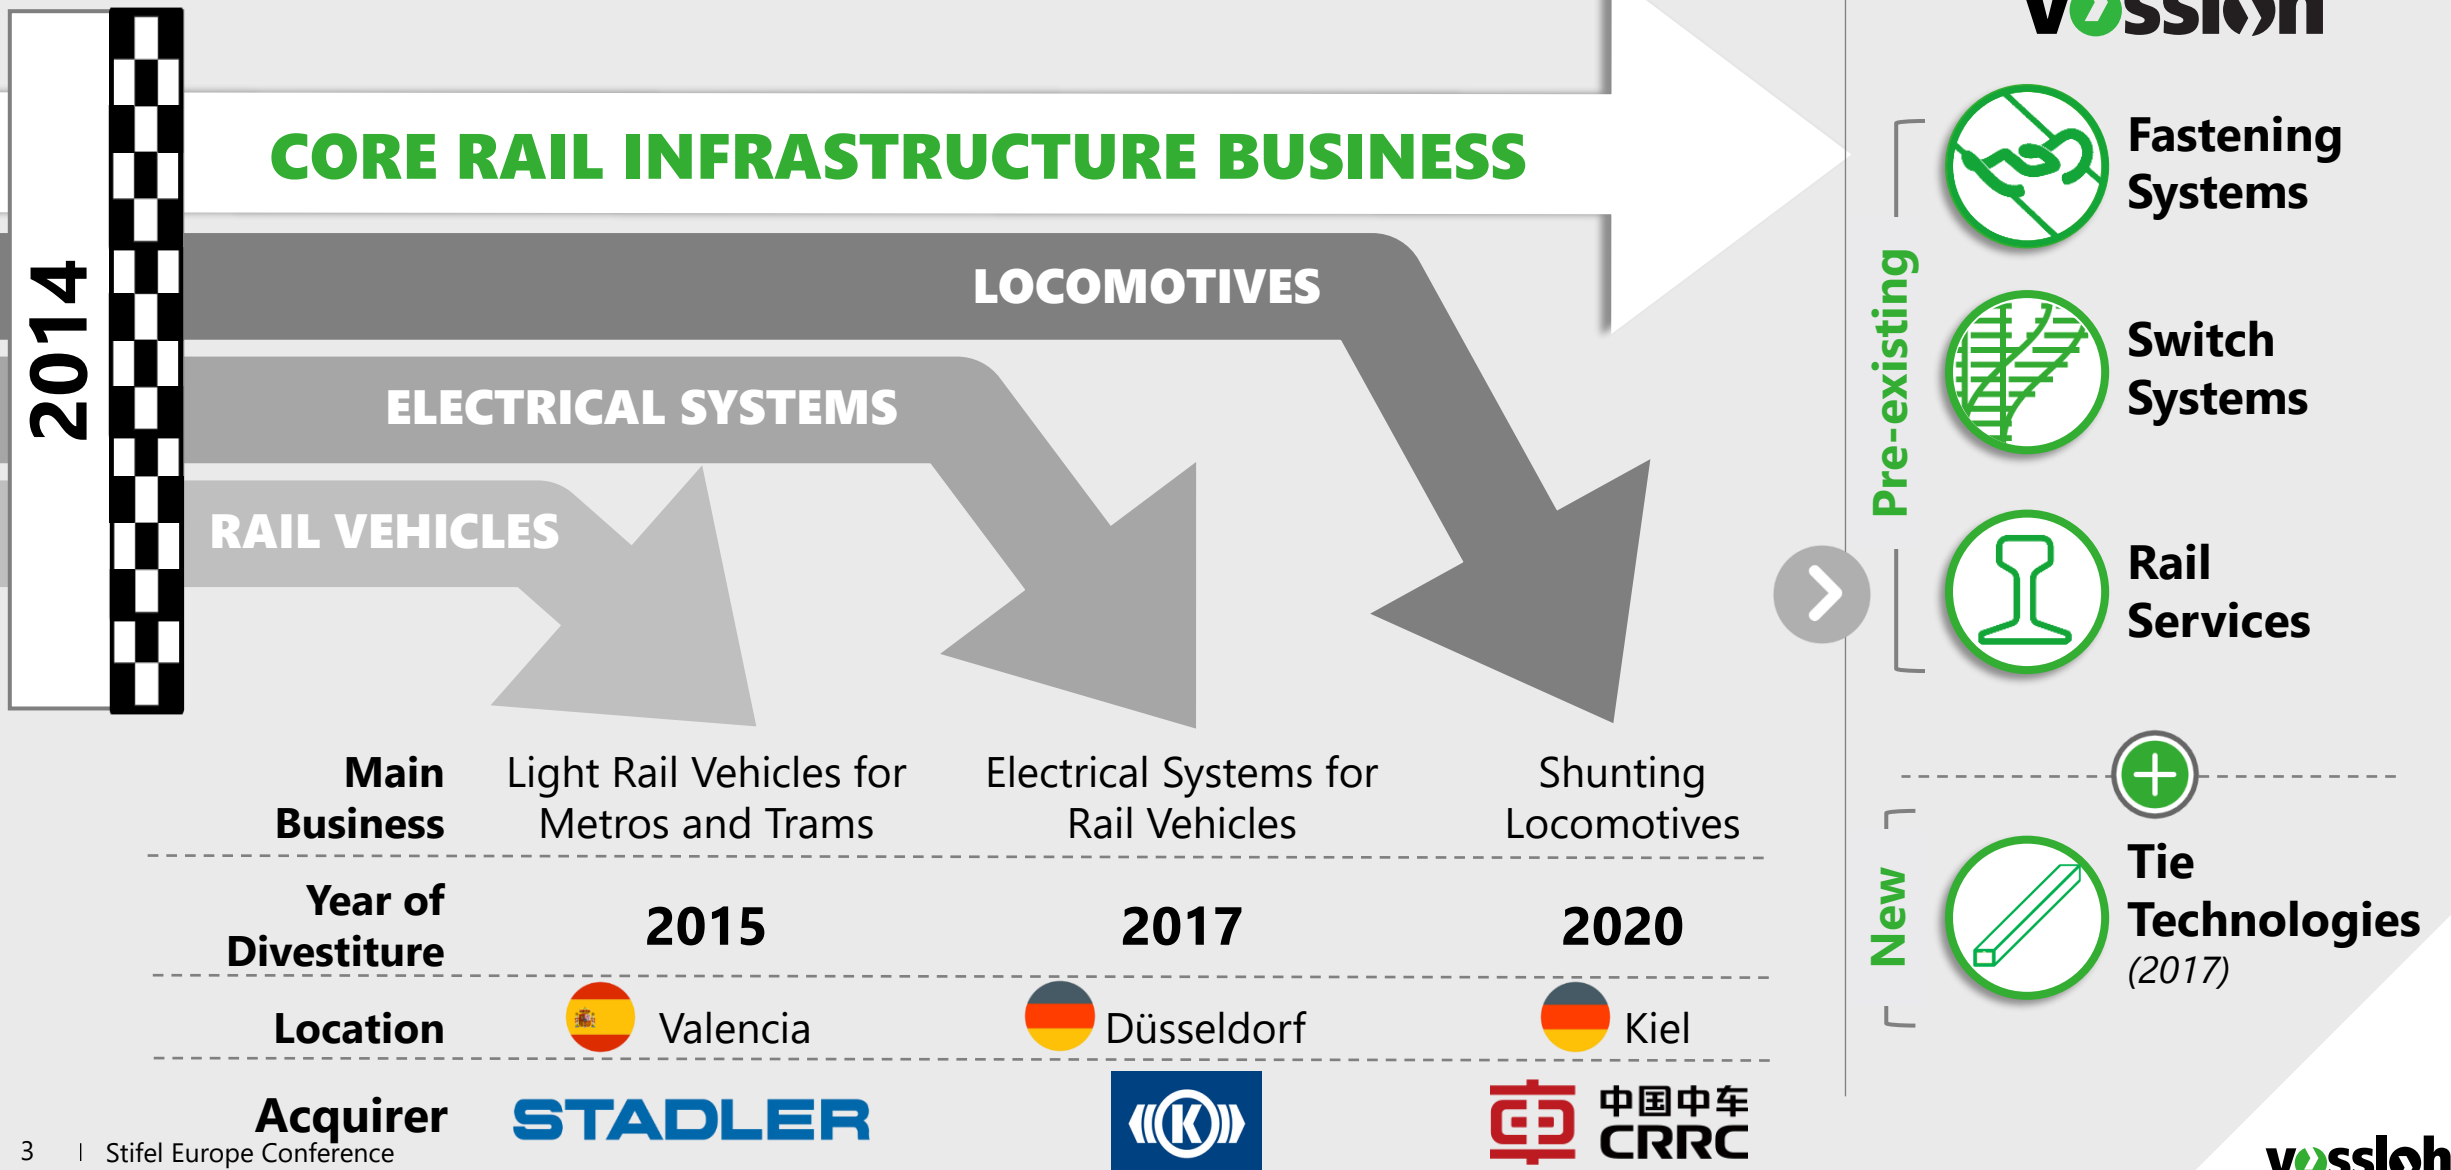 2014
CORE RAIL INFRASTRUCTURE BUSINESS
LOCOMOTIVES
ELECTRICAL SYSTEMS
RAIL VEHICLES
Main
Business
Light Rail Vehicles for
Metros and Trams
Electrical Systems for
Rail Vehicles
Shunting
Locomotives
Year of
Divestiture
2015
2017
2020
Location
Valencia
Düsseldorf
Kiel
Acquirer
STADLER
K
中国中车
CRRC
vossloh
Pre-existing
Fastening
Systems
Switch
Systems
Rail
Services
New
Tie
Technologies
(2017)
3 | Stifel Europe Conference
vossloh